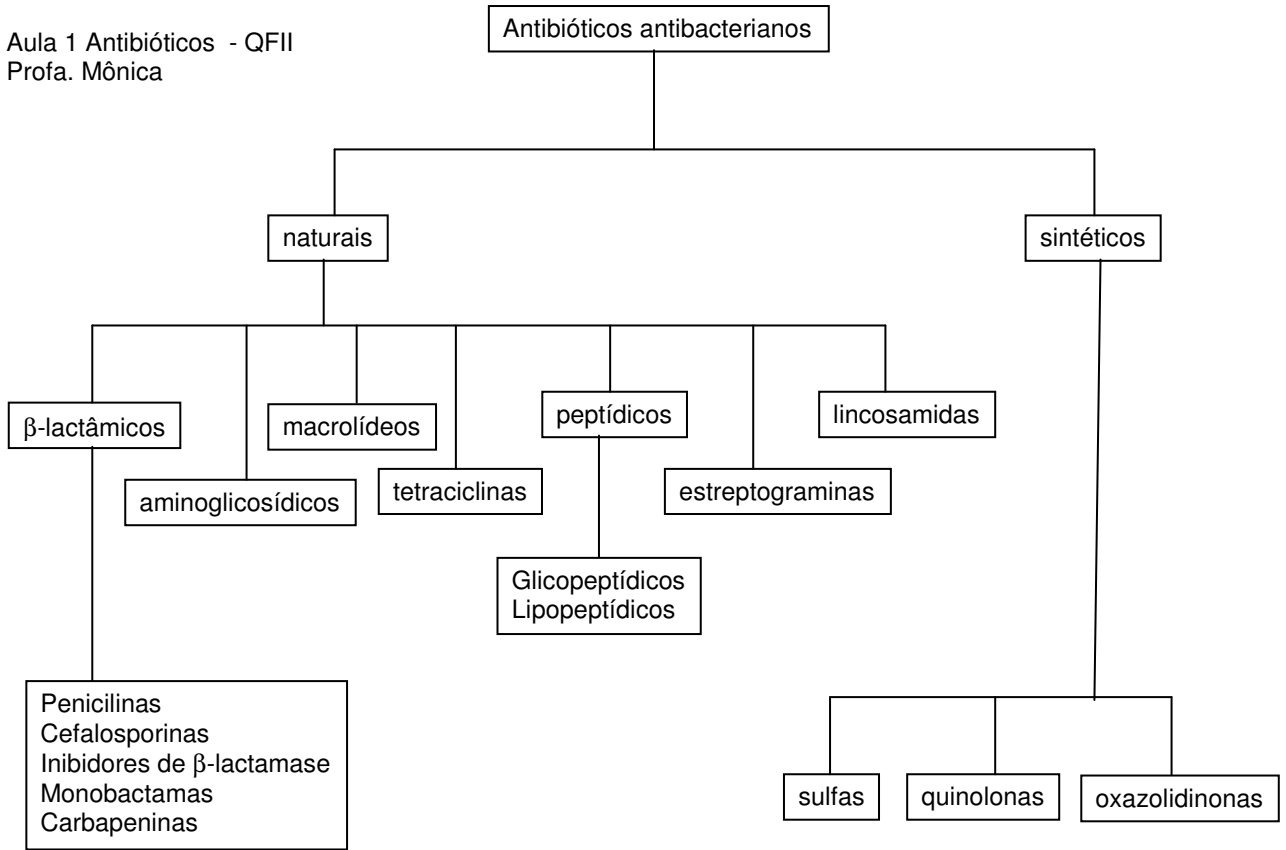 Aula 1 Antibióticos - QFII
Profa. Mônica
Antibióticos antibacterianos
naturais
sintéticos
β-lactâmicos
aminoglicosídicos
macrolídeos
tetraciclinas
peptídicos
estreptograminas
lincosamidas
Glicopeptídicos
Lipopeptídicos
Penicilinas
Cefalosporinas
Inibidores de β-lactamase
Monobactamas
Carbapeninas
sulfas
quinolonas
oxazolidinonas